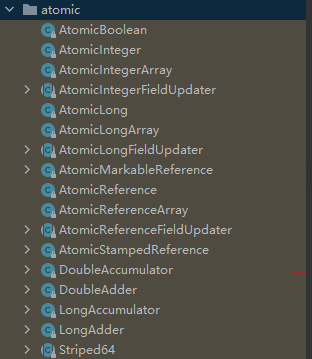 atomic
AtomicBoolean
AtomicInteger
AtomicIntegerArray
AtomicIntegerFieldUpdater
AtomicLong
AtomicLongArray
AtomicLongFieldUpdater
AtomicMarkableReference
AtomicReference
AtomicReferenceArray
AtomicReferenceFieldUpdater
AtomicStampedReference
DoubleAccumulator
DoubleAdder
LongAccumulator
LongAdder
Striped64